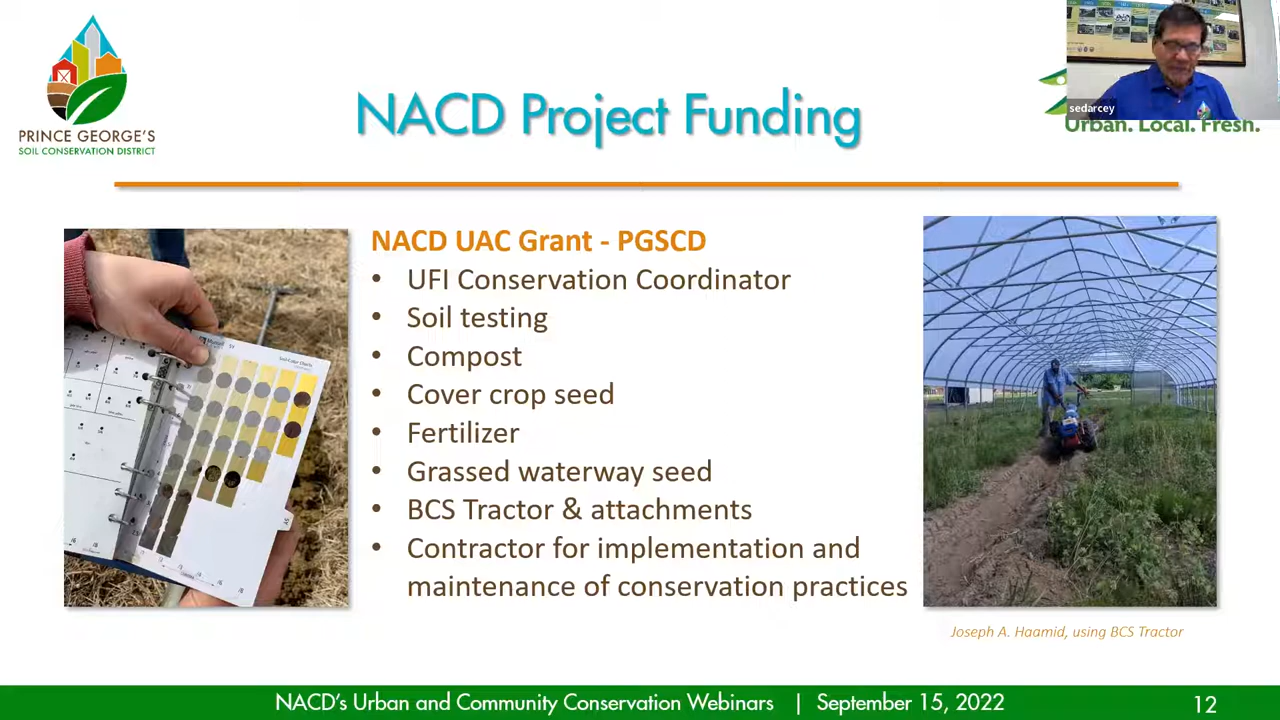 PRINCE GEORGE'S
SOIL CONSERVATION DISTRICT
NACD Project Funding
sedarcey
Urban. Local. Fresh.
NACD UAC Grant - PGSCD
• UFI Conservation Coordinator
• Soil testing
• Compost
• Cover crop seed
• Fertilizer
• Grassed waterway seed
• BCS Tractor & attachments
• Contractor for implementation and
maintenance of conservation practices
Joseph A. Haamid, using BCS Tractor
NACD's Urban and Community Conservation Webinars | September 15, 2022
12